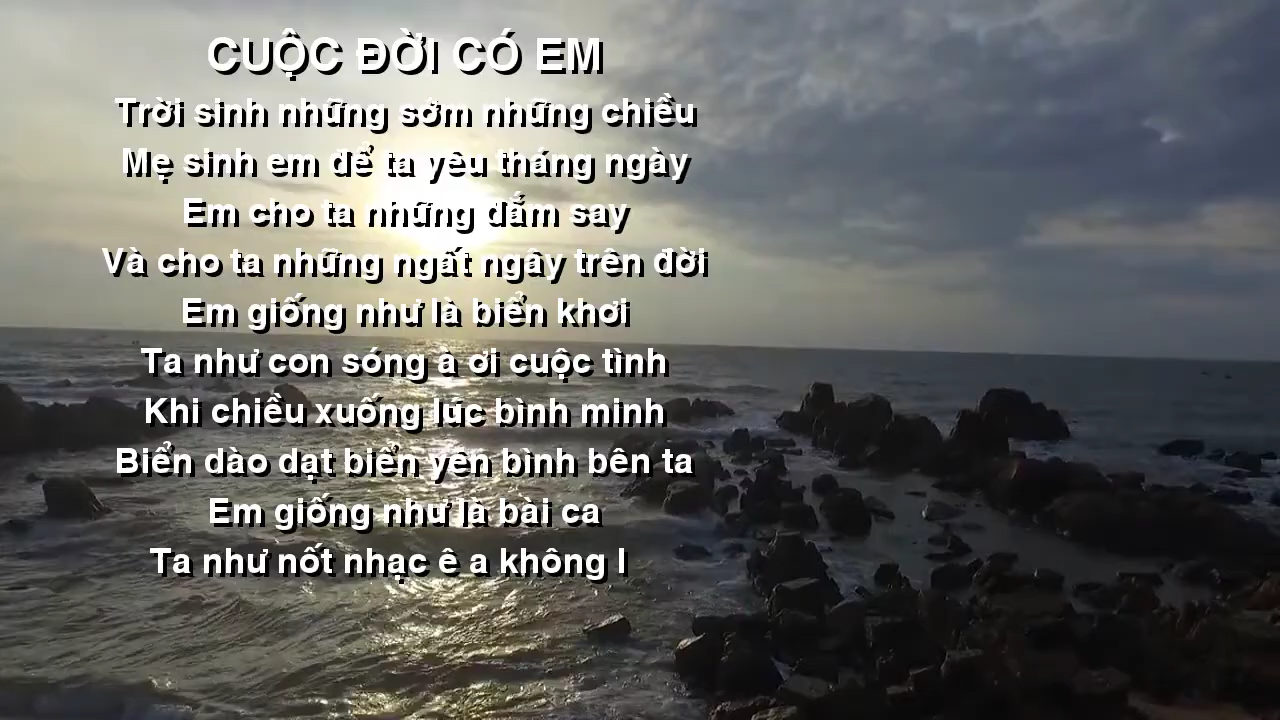 CUỘC ĐỜI CÓ EM
Trời sinh những sớm những chiều
Mẹ sinh em để ta yêu tháng ngày
Em cho ta những đắm say
Và cho ta những ngất ngây trên đời
Em giống như là biển khơi
Ta như con sóng à ơi cuộc tình
Khi chiều xuống lúc bình minh
Biển dào dạt biển yên bình bên ta
Em giống như là bài ca
Ta như nốt nhạc ê a không l